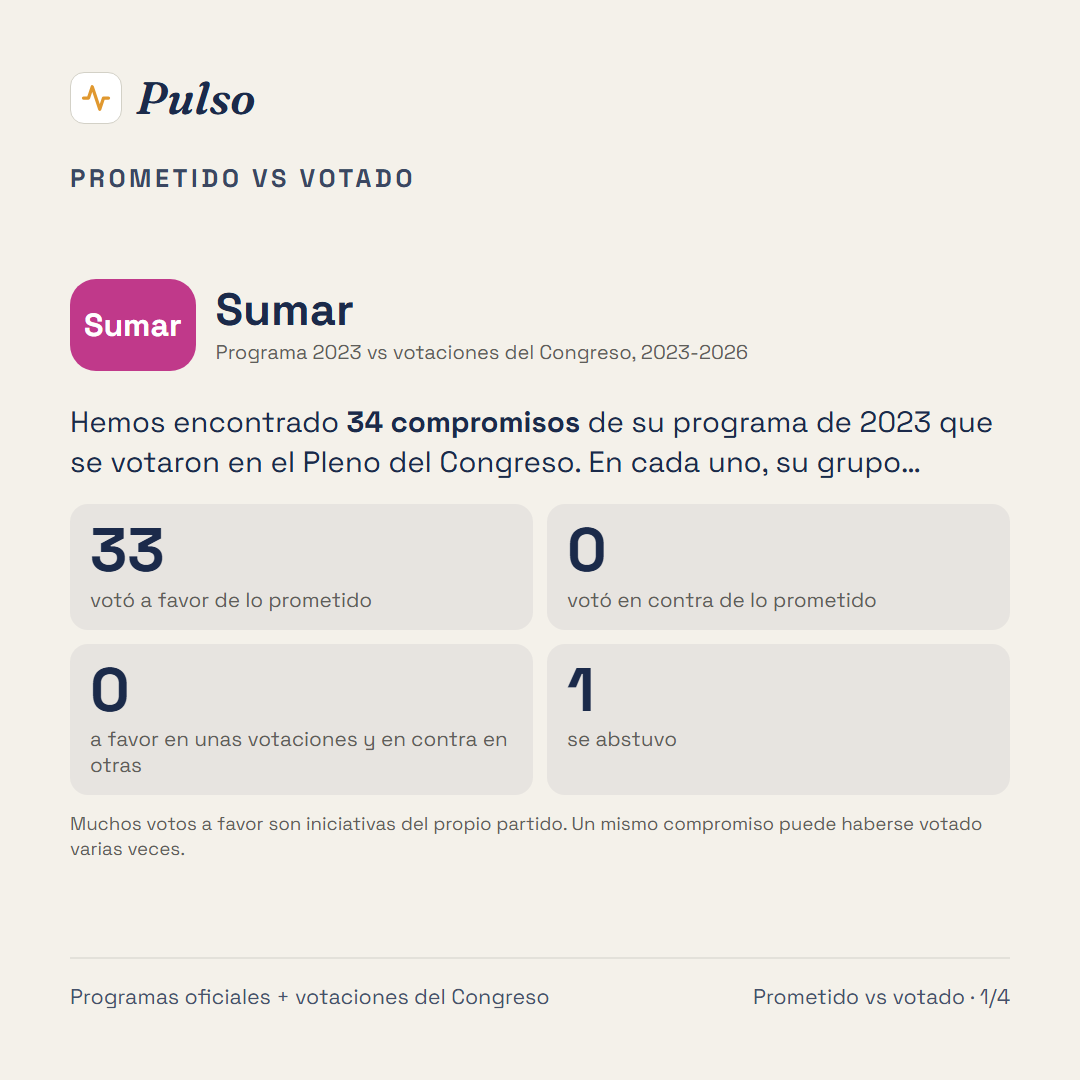 Pulso
PROMETIDO VS VOTADO
Sumar
Sumar
Programa 2023 vs votaciones del Congreso, 2023-2026
Hemos encontrado 34 compromisos de su programa de 2023 que
se votaron en el Pleno del Congreso. En cada uno, su grupo...
33
votó a favor de lo prometido
0
votó en contra de lo prometido
0
a favor en unas votaciones y en contra en
otras
1
se abstuvo
Muchos votos a favor son iniciativas del propio partido. Un mismo compromiso puede haberse votado
varias veces.
Programas oficiales + votaciones del Congreso
Prometido vs votado · 1/4